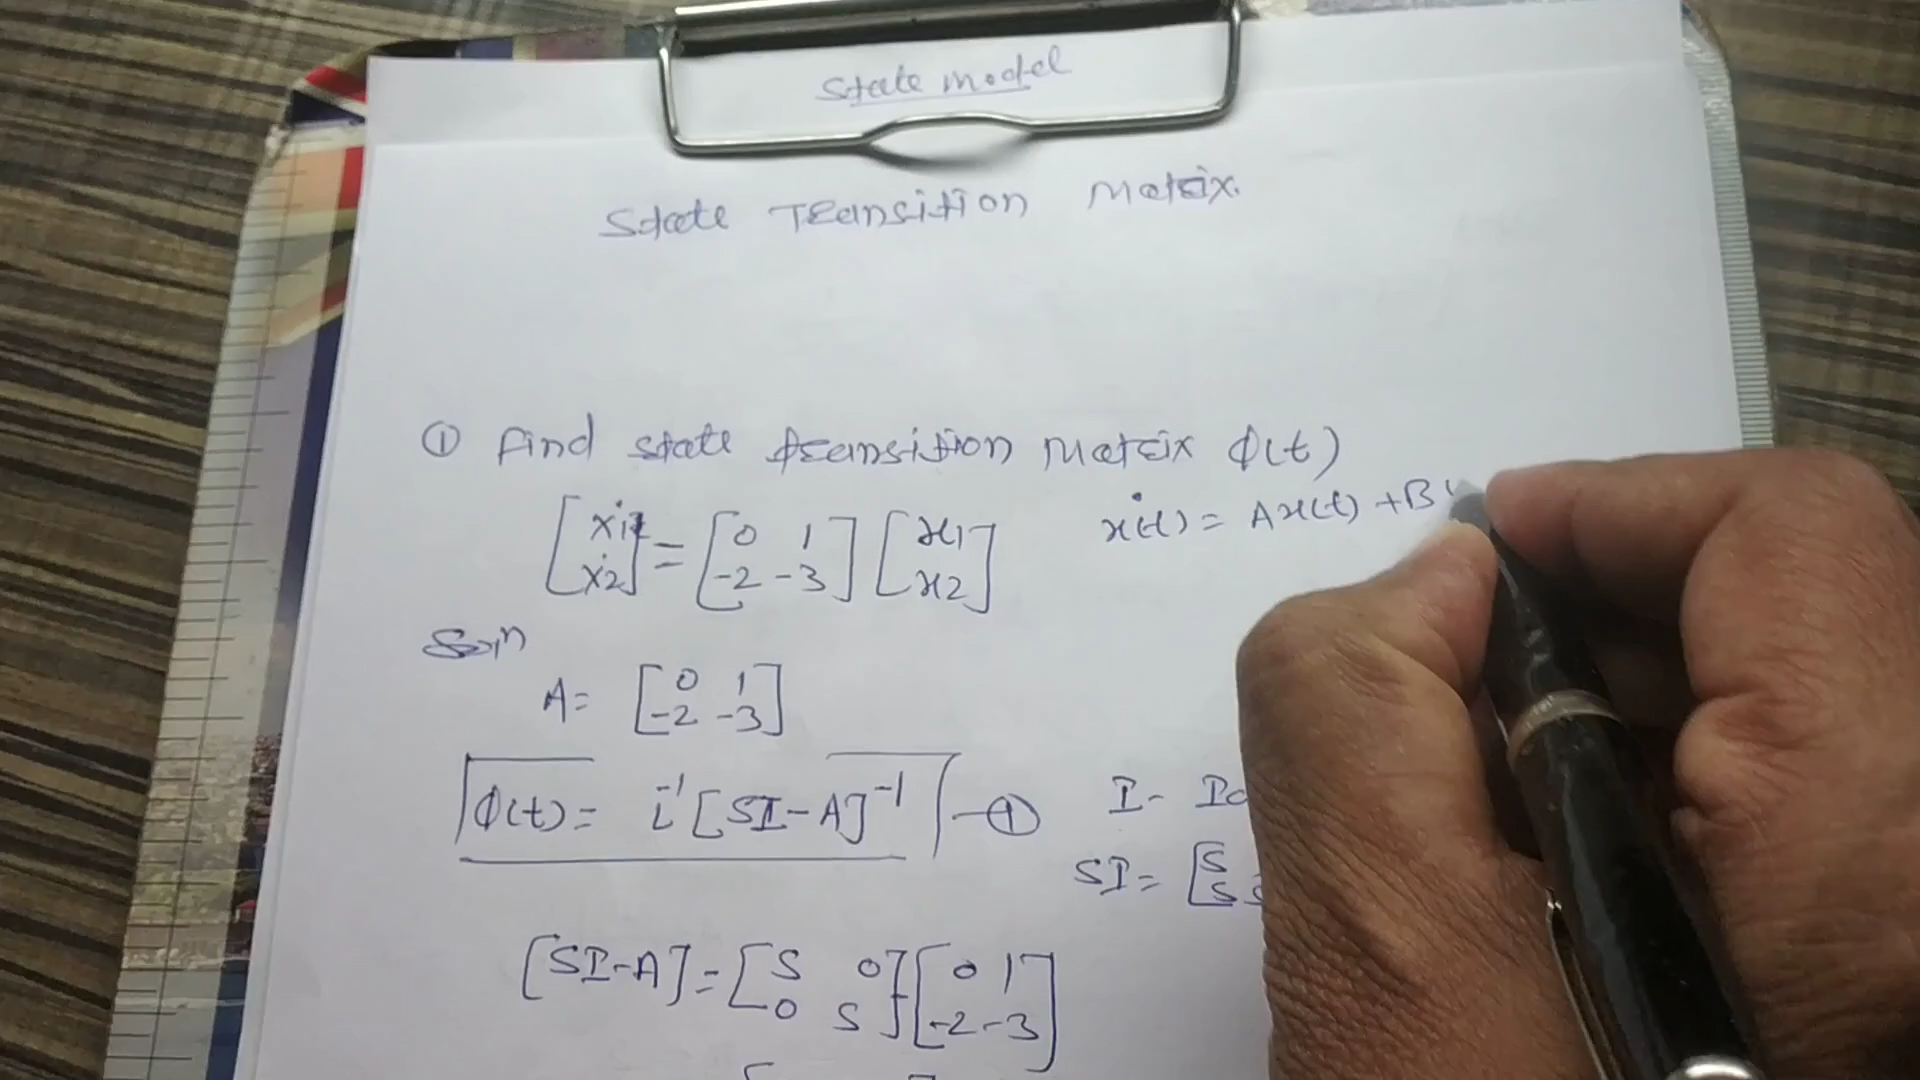 State model
State Transition Matrix.
① Find state transition Matrix ϕ(t)
[ẋ1 ẋ2] = [0 1 -2 -3] [x1 x2] ẋ(t) = Ax(t) + B
Soln
A = [0 1 -2 -3]
ϕ(t) = L⁻¹ [SI-A]⁻¹ — ① I -
SI = [S
[SI-A] = [S 0 0 S] - [0 1 -2 -3]